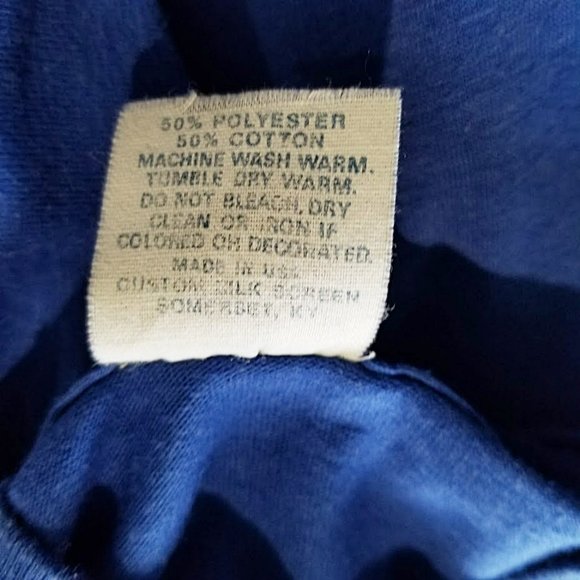 50% POLYESTER
50% COTTON
MACHINE WASH WARM.
TUMBLE DRY WARM.
DO NOT BLEACH, DRY
CLEAN OR IRON IF
COLORED OR DECORATED.
MADE IN USA
CUSTOM SILK SCREEN
SOMERSET, KY